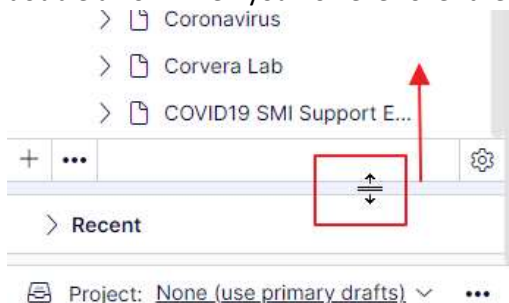 Coronavirus
Corvera Lab
COVID19 SMI Support E...
Recent
Project: None (use primary drafts)